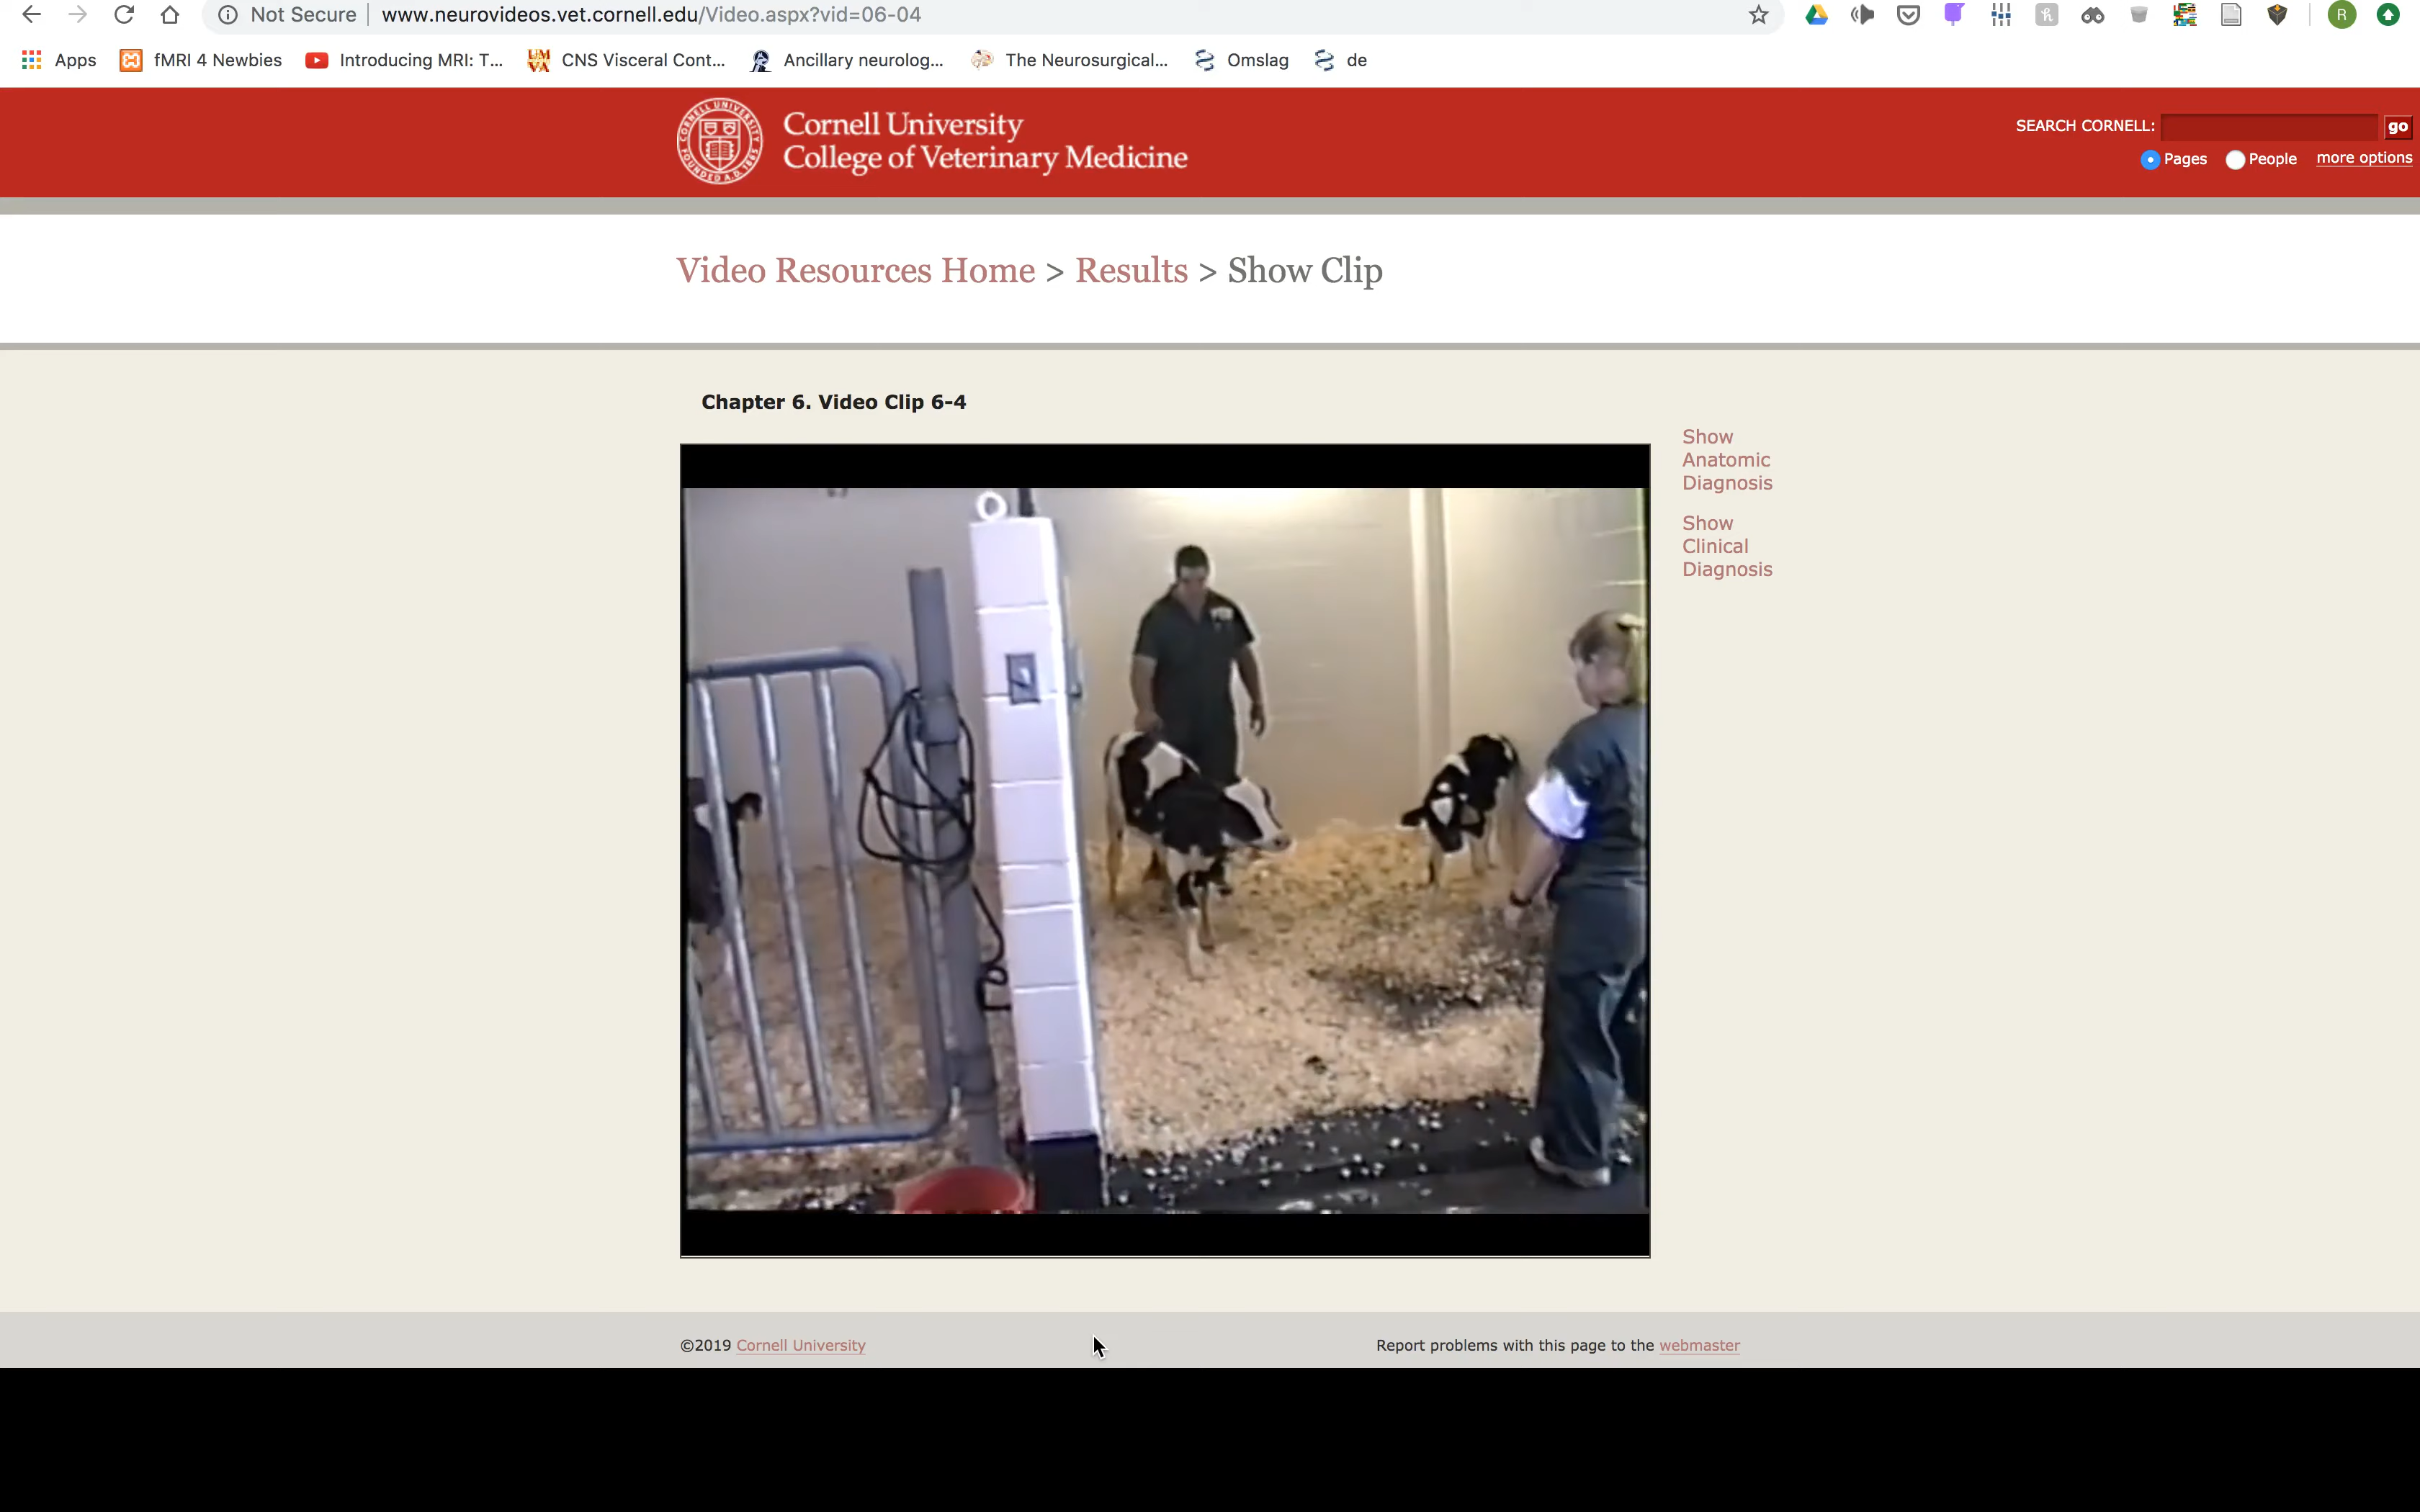 Not Secure www.neurovideos.vet.cornell.edu/Video.aspx?vid=06-04
R
Apps fMRI 4 Newbies Introducing MRI: T... CNS Visceral Cont... Ancillary neurolog... The Neurosurgical... Omslag de
Cornell University
College of Veterinary Medicine
SEARCH CORNELL: go
Pages People more options
Video Resources Home > Results > Show Clip
Chapter 6. Video Clip 6-4
Show
Anatomic
Diagnosis
Show
Clinical
Diagnosis
©2019 Cornell University Report problems with this page to the webmaster